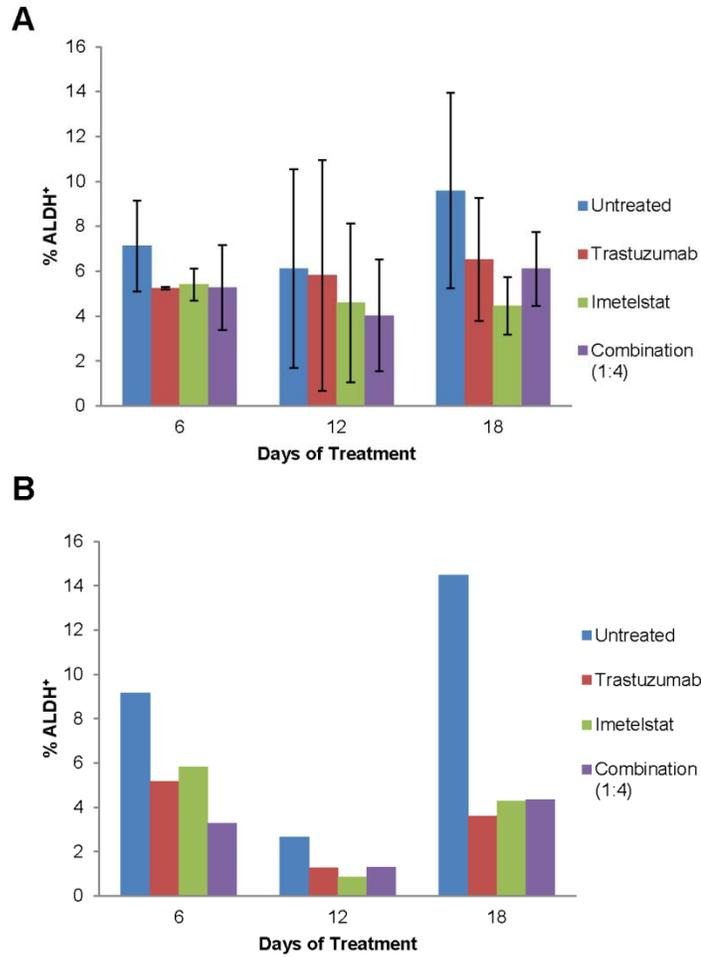 A
16
14
12
10
8
6
4
2
0
% ALDH+
6
12
18
Days of Treatment
Untreated
Trastuzumab
Imetelstat
Combination
(1:4)
B
16
14
12
10
8
6
4
2
0
% ALDH+
6
12
18
Days of Treatment
Untreated
Trastuzumab
Imetelstat
Combination
(1:4)